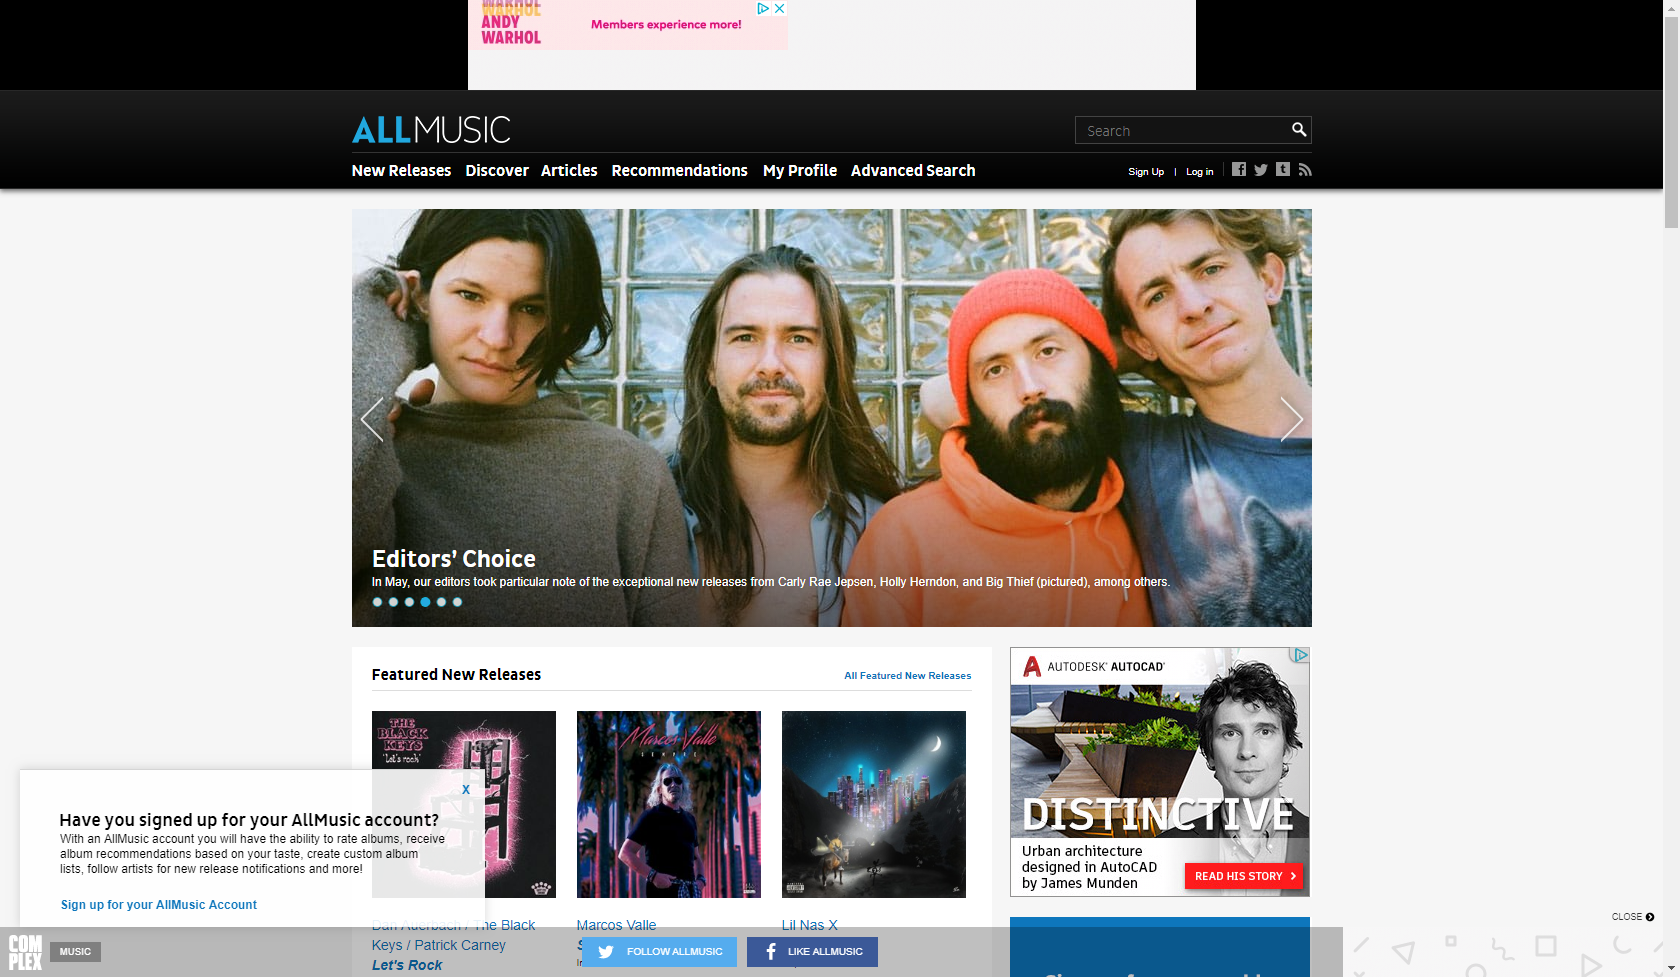 WARHOL
WARHOL
ANDY
WARHOL
Members experience more!
ALLMUSIC
Search
New Releases Discover Articles Recommendations My Profile Advanced Search
Sign Up | Log in
Editors' Choice
In May, our editors took particular note of the exceptional new releases from Carly Rae Jepsen, Holly Herndon, and Big Thief (pictured), among others.
Featured New Releases
All Featured New Releases
THE
BLACK
KEYS
'Let's rock'
Marcos Valle
SEMPRE
AUTODESK' AUTOCAD'
DISTINCTIVE
Urban architecture
designed in AutoCAD
by James Munden
READ HIS STORY
X
Have you signed up for your AllMusic account?
With an AllMusic account you will have the ability to rate albums, receive
album recommendations based on your taste, create custom album
lists, follow artists for new release notifications and more!
Sign up for your AllMusic Account
Dan Auerbach / The Black
Keys / Patrick Carney
Let's Rock
Marcos Valle
Lil Nas X
CLOSE
COM
PLEX
MUSIC
FOLLOW ALLMUSIC
LIKE ALLMUSIC